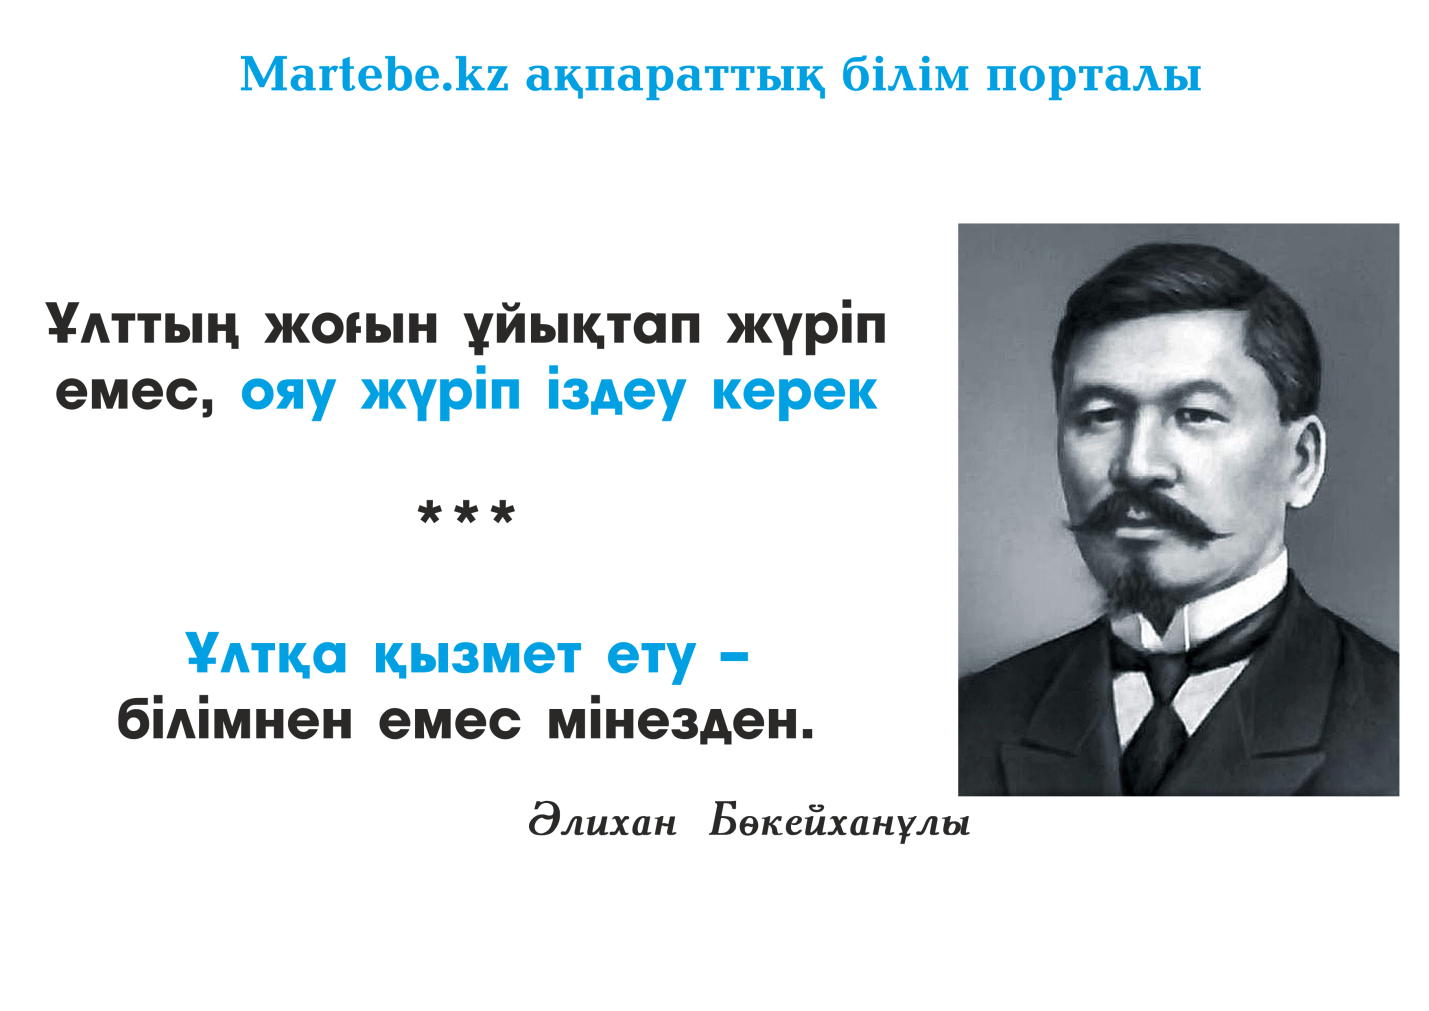 Martebe.kz ақпараттық білім порталы
Ұлттың жоғын ұйықтап жүріп
емес, ояу жүріп іздеу керек
***
Ұлтқа қызмет ету –
білімнен емес мінезден.
Әлихан Бөкейханұлы